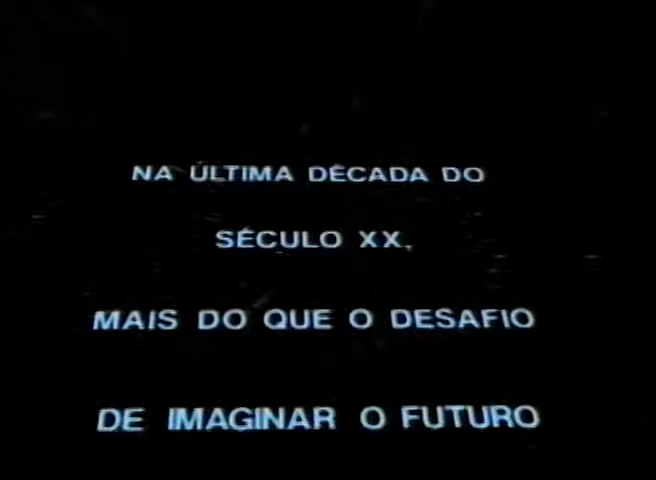 NA ÚLTIMA DÉCADA DO
SÉCULO XX,
MAIS DO QUE O DESAFIO
DE IMAGINAR O FUTURO